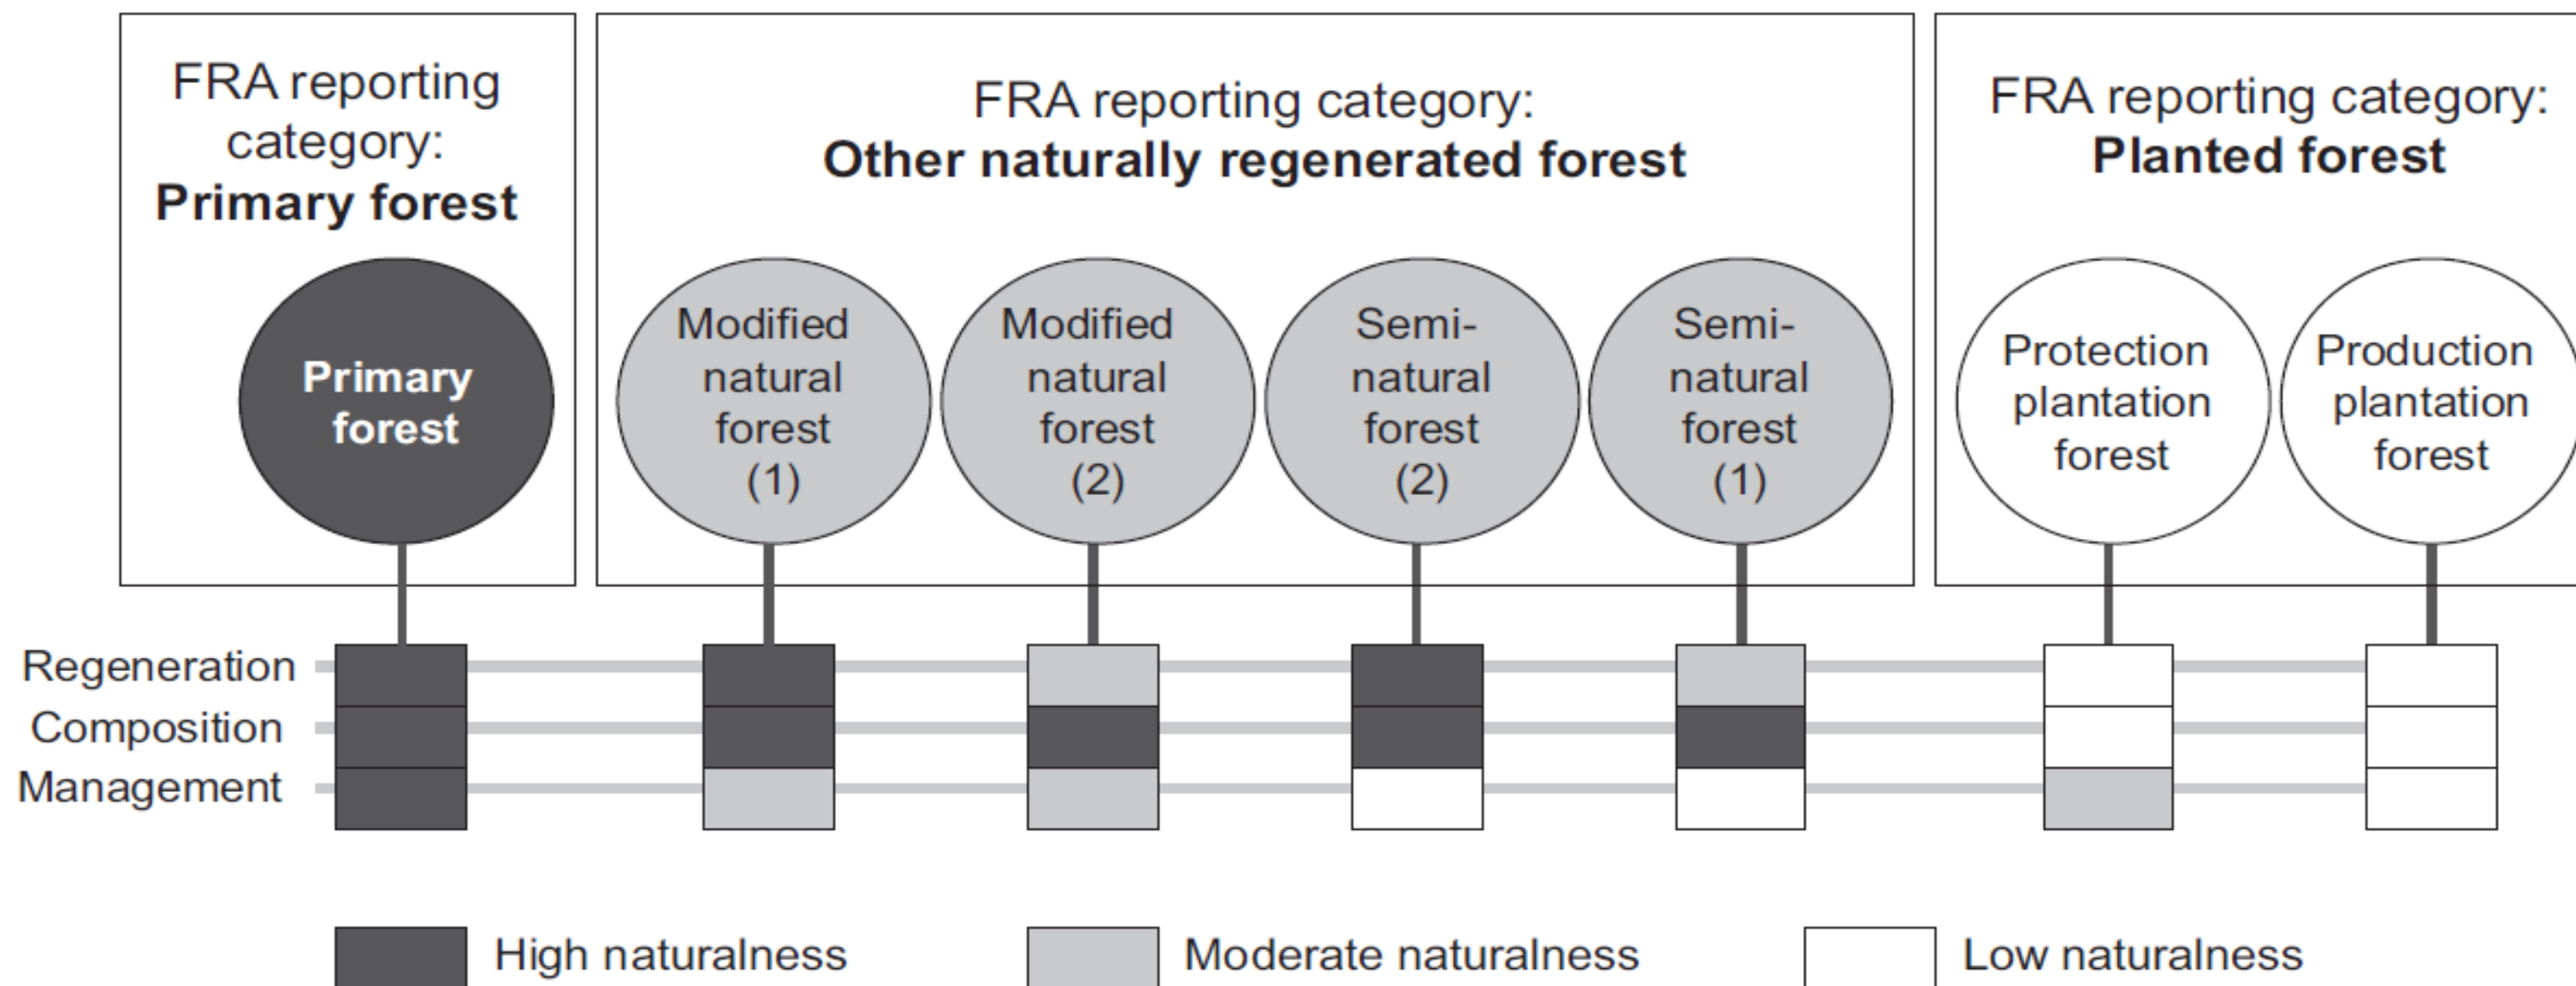 FRA reporting
category:
Primary forest
FRA reporting category:
Other naturally regenerated forest
FRA reporting category:
Planted forest
Primary
forest
Modified
natural
forest
(1)
Modified
natural
forest
(2)
Semi-
natural
forest
(2)
Semi-
natural
forest
(1)
Protection
plantation
forest
Production
plantation
forest
Regeneration
Composition
Management
High naturalness
Moderate naturalness
Low naturalness